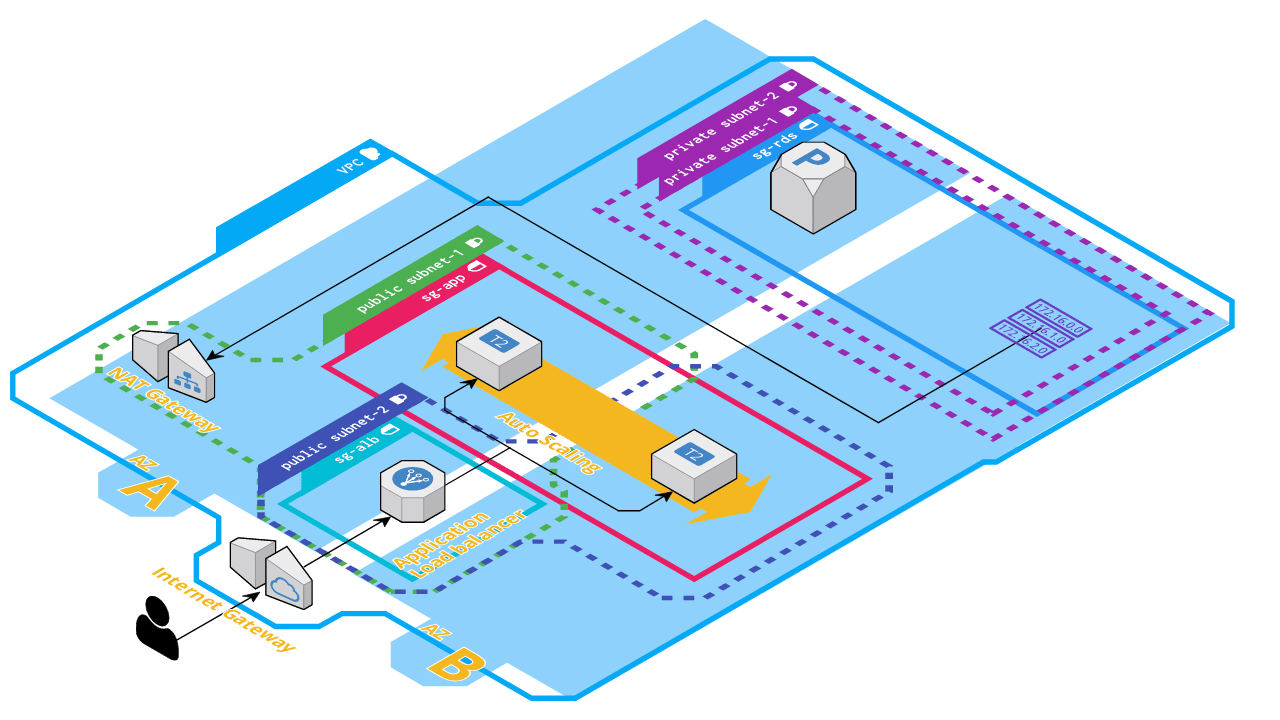 VPC
private subnet-2
private subnet-1
sg-rds
P
public subnet-1
sg-app
T2
NAT Gateway
Auto Scaling
T2
172.16.0.0
172.16.1.0
172.16.2.0
public subnet-2
sg-alb
Application
Load balancer
AZ
A
Internet Gateway
AZ
B